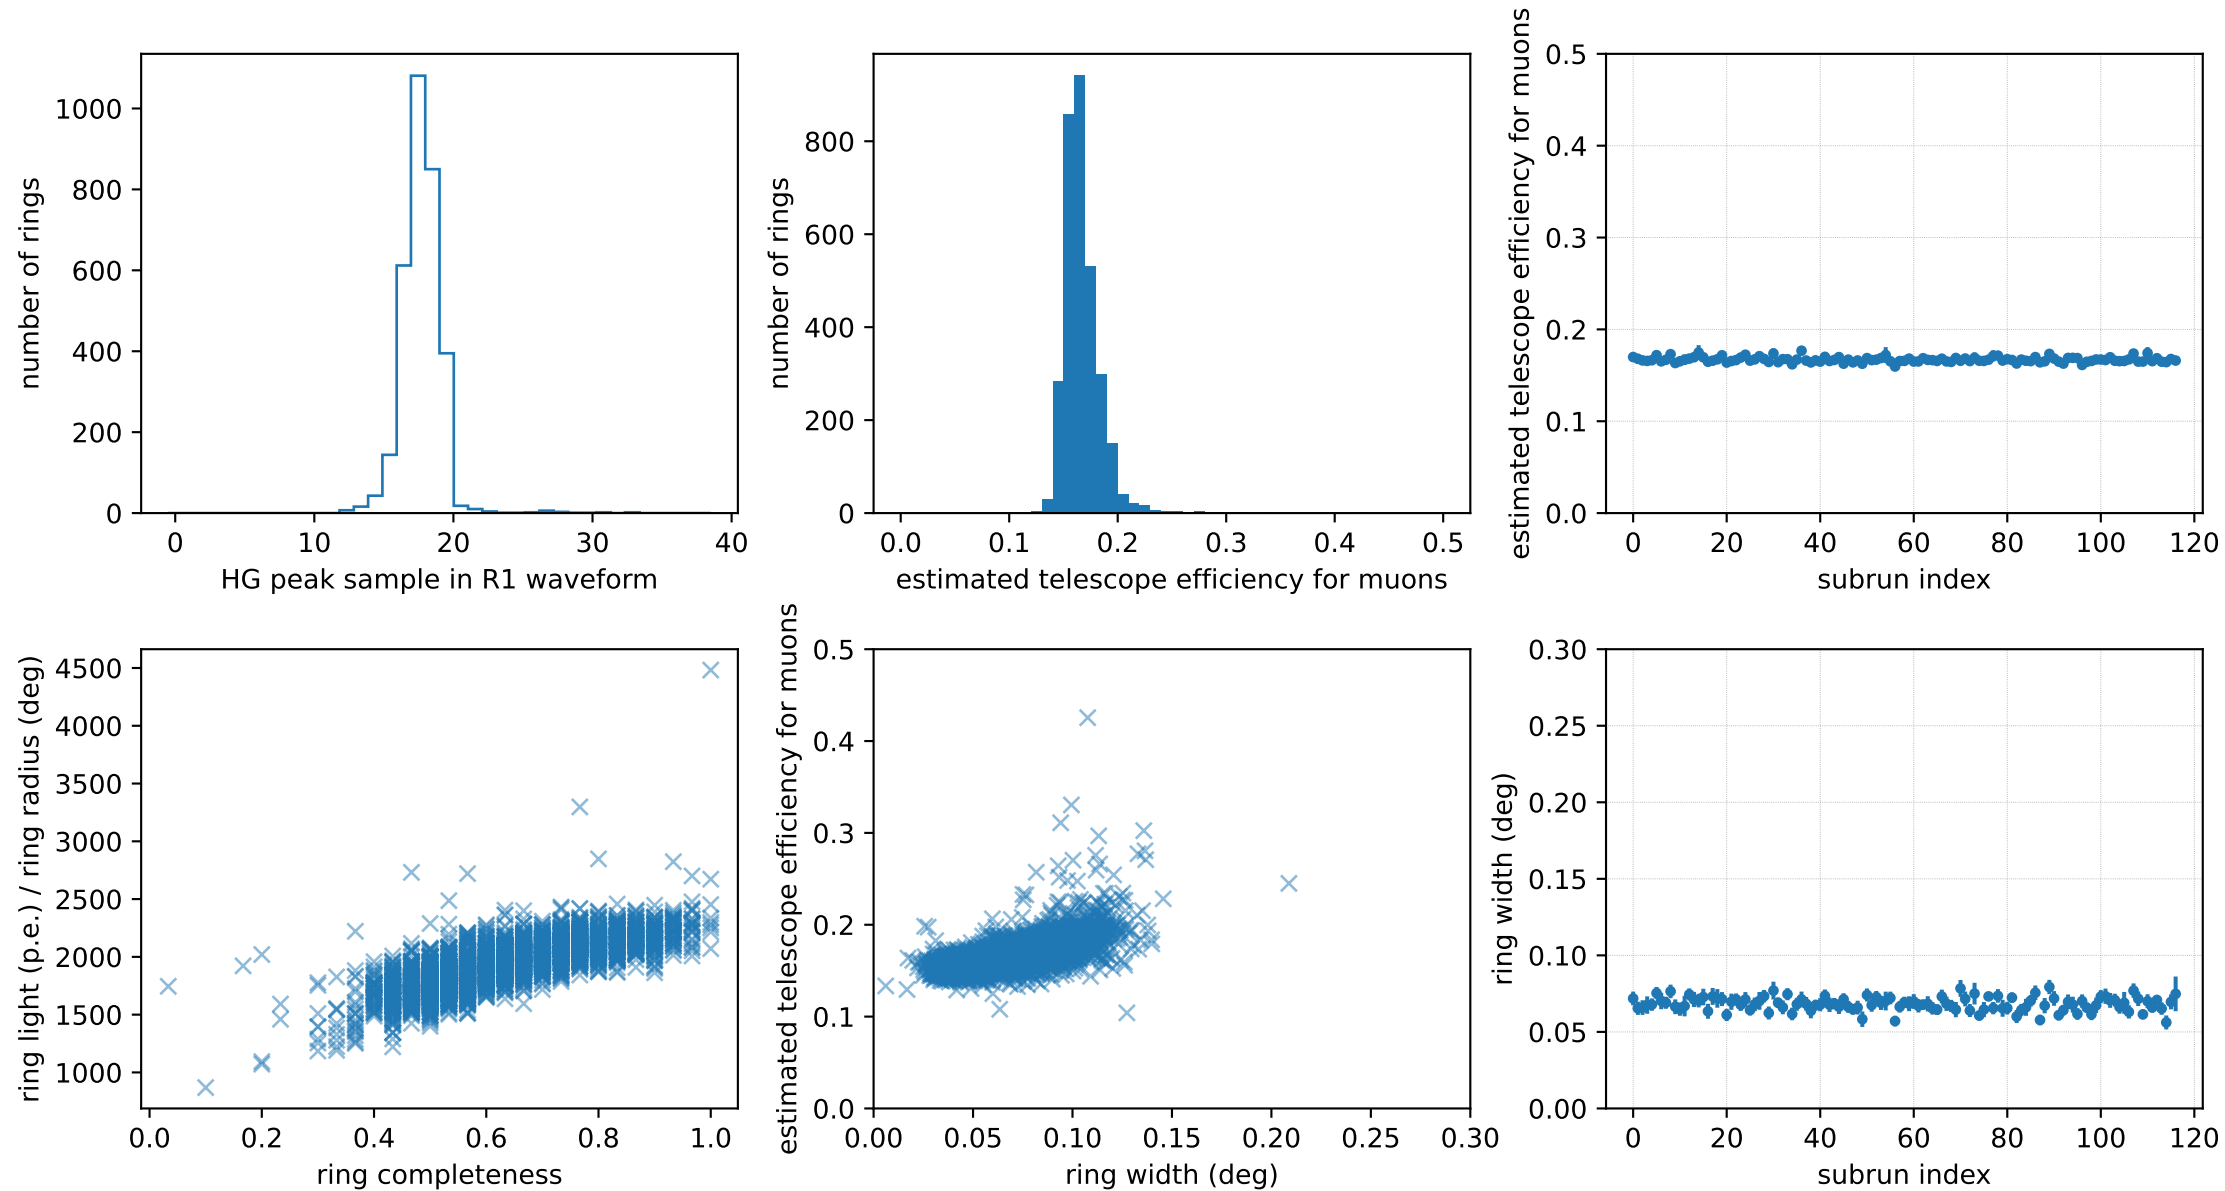 number of rings
1000
800
600
400
200
0
0 10 20 30 40
HG peak sample in R1 waveform
number of rings
800
600
400
200
0
0.0 0.1 0.2 0.3 0.4 0.5
estimated telescope efficiency for muons
estimated telescope efficiency for muons
0.5
0.4
0.3
0.2
0.1
0.0
0 20 40 60 80 100 120
subrun index
ring light (p.e.) / ring radius (deg)
4500
4000
3500
3000
2500
2000
1500
1000
0.0 0.2 0.4 0.6 0.8 1.0
ring completeness
estimated telescope efficiency for muons
0.5
0.4
0.3
0.2
0.1
0.0
0.00 0.05 0.10 0.15 0.20 0.25 0.30
ring width (deg)
ring width (deg)
0.30
0.25
0.20
0.15
0.10
0.05
0.00
0 20 40 60 80 100 120
subrun index